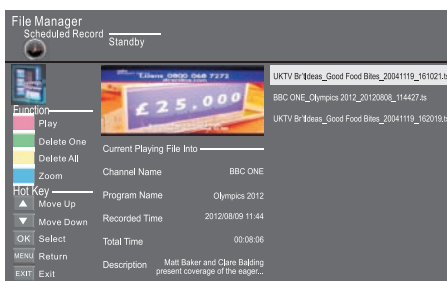 File Manager
Scheduled Record
Standby
0800 068 7272
£25.000
Function
Play
Delete One
Delete All
Zoom
Hot Key
Move Up
Move Down
OK Select
MENU Return
EXIT Exit
Current Playing File Into
Channel Name BBC ONE
Program Name Olympics 2012
Recorded Time 2012/08/09 11:44
Total Time 00:08:06
Description Matt Baker and Clare Balding
present coverage of the eager...
UKTV Br'Ideas_Good Food Bites_20041119_161021.ts
BBC ONE_Olympics 2012_20120808_114427.ts
UKTV Br'Ideas_Good Food Bites_20041119_162019.ts